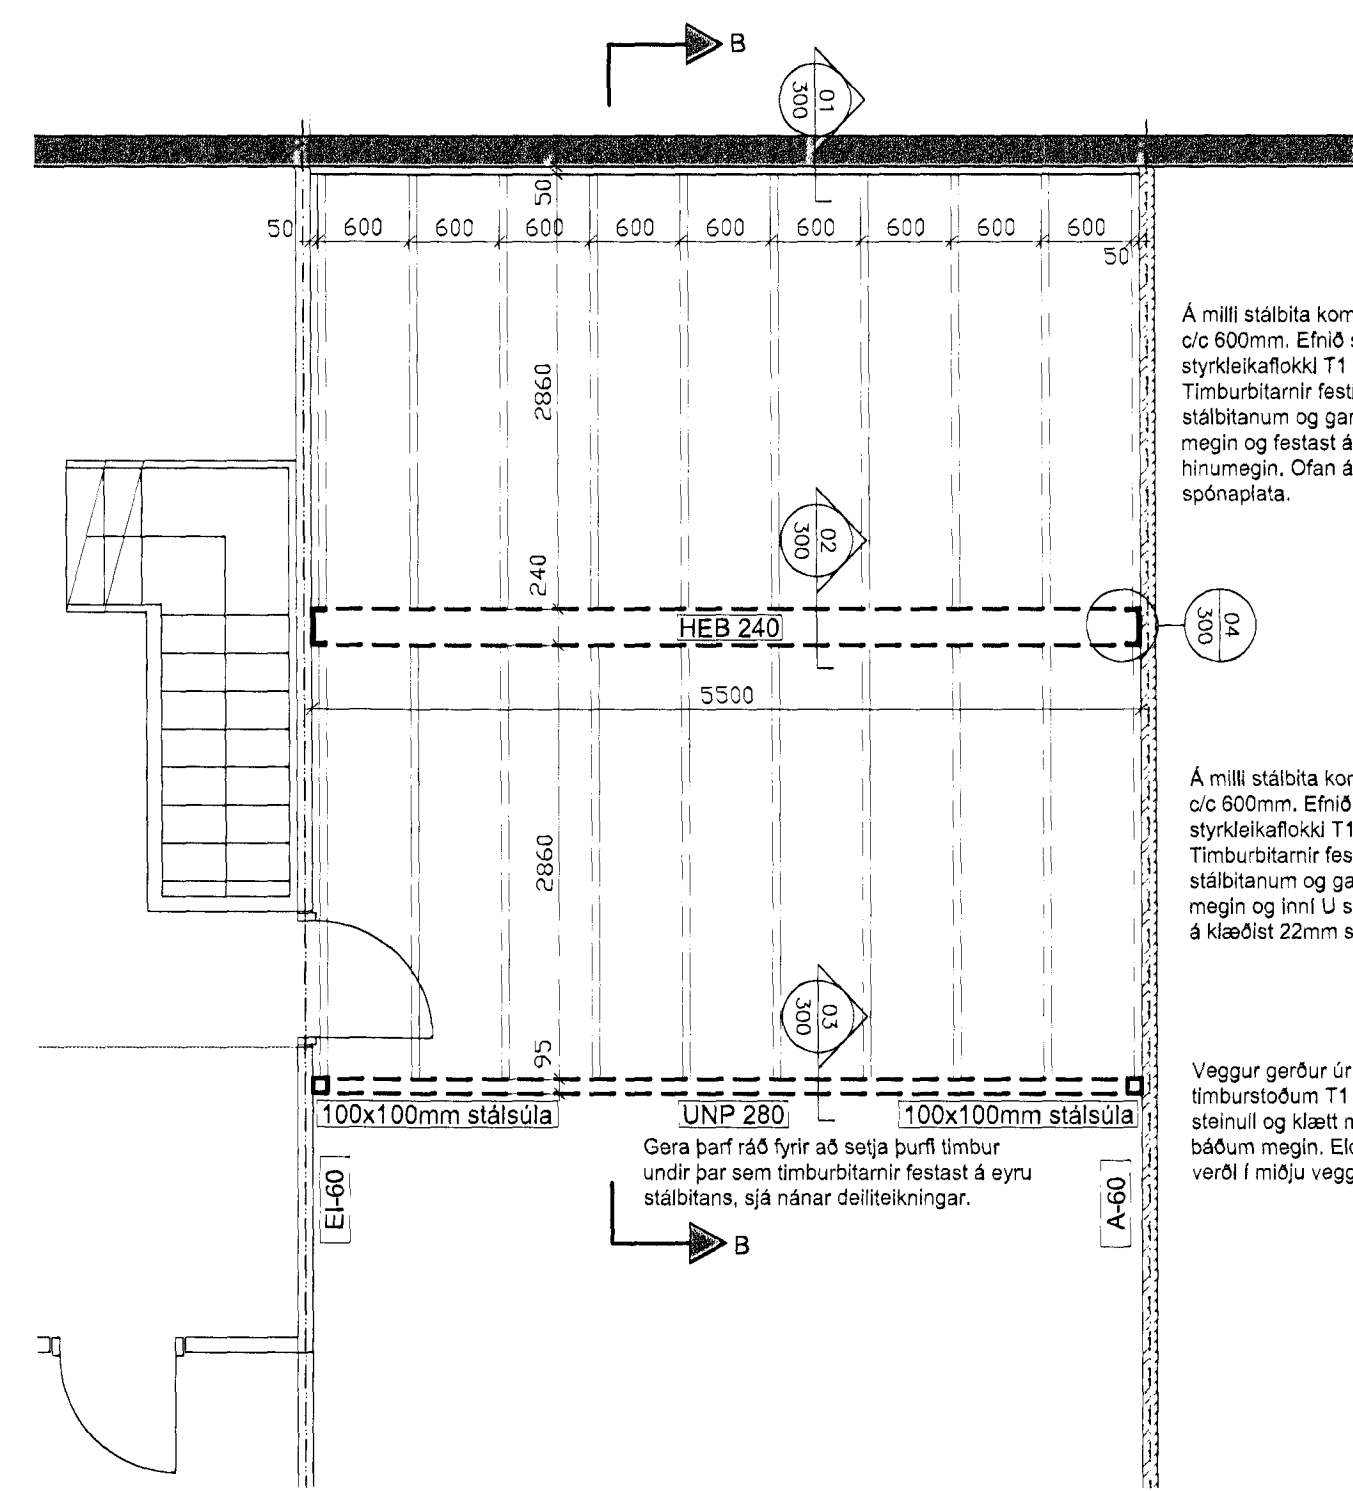 B
01
300
50
50
600
600
600
600
600
600
600
600
600
50
2860
Á milli stálbita kom
c/c 600mm. Efnið s
styrkleikaflokki T1
Timburbitarnir festi
stálbitanum og gar
megin og festast á
hinumegin. Ofan á
spónaplata.
02
300
240
HEB 240
04
300
5500
Á milli stálbita kor
c/c 600mm. Efnið
styrkleikaflokki T1
Timburbitarnir fes
stálbitanum og ga
megin og inní U s
á klæðist 22mm s
2860
03
300
95
Veggur gerður úr
timburstoðum T1
steinull og klætt m
báðum megin. Eld
verði í miðju vegg
100x100mm stálsúla
UNP 280
100x100mm stálsúla
Gera þarf ráð fyrir að setja þurfi timbur
undir þar sem timburbitarnir festast á eyru
stálbitans, sjá nánar deiliteikningar.
EI-60
A-60
B